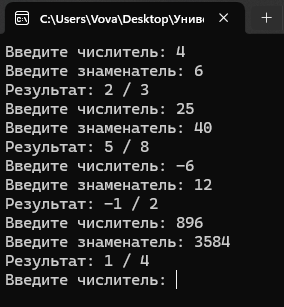 C:\Users\Vova\Desktop\Униве
Введите числитель: 4
Введите знаменатель: 6
Результат: 2 / 3
Введите числитель: 25
Введите знаменатель: 40
Результат: 5 / 8
Введите числитель: -6
Введите знаменатель: 12
Результат: -1 / 2
Введите числитель: 896
Введите знаменатель: 3584
Результат: 1 / 4
Введите числитель: